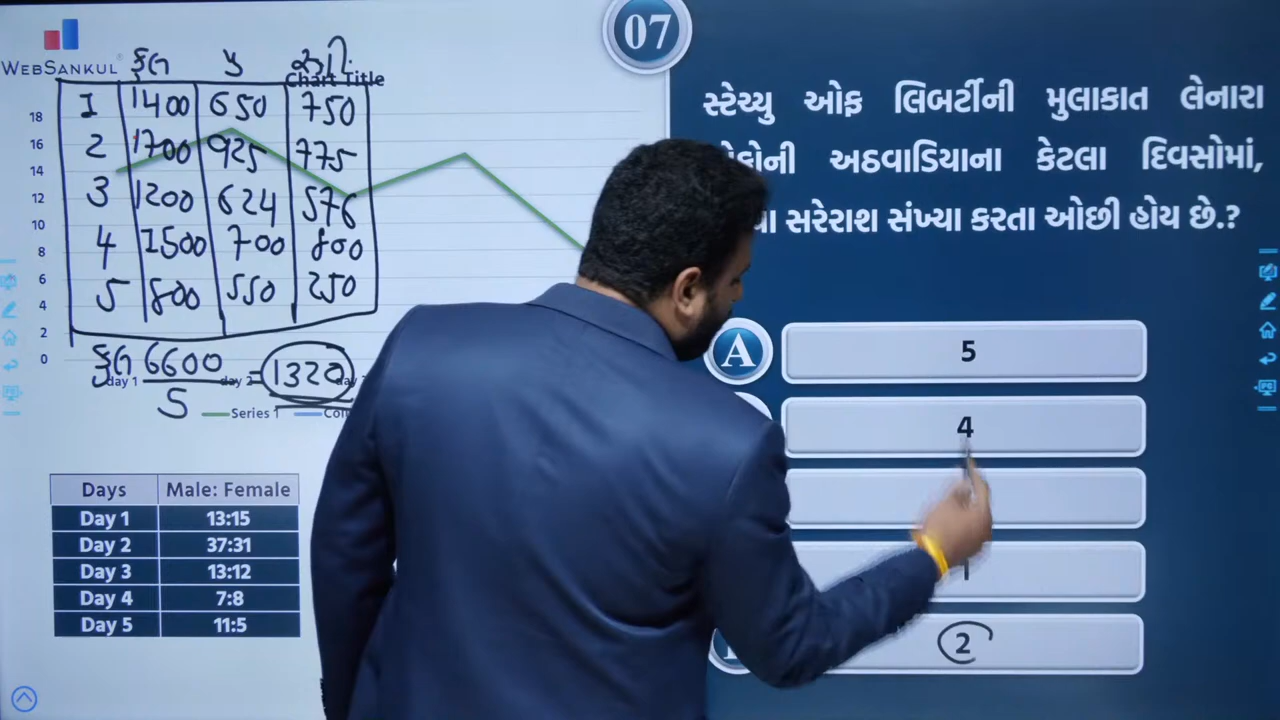 WEBSANKUL
07
Chart Title
કુલ પુ સ્ત્રી
1 1400 650 750
2 1700 925 775
3 1200 624 576
4 1500 700 800
5 800 550 250
કુલ 6600 / 5 = 1320
18
16
14
12
10
8
6
4
2
0
day 1 day 2 day
Series 1
Days Male: Female
Day 1 13:15
Day 2 37:31
Day 3 13:12
Day 4 7:8
Day 5 11:5
સ્ટેચ્યુ ઓફ લિબર્ટીની મુલાકાત લેનારા
અઠવાડિયાના કેટલા દિવસોમાં,
સરેરાશ સંખ્યા કરતા ઓછી હોય છે.?
A 5
4
2